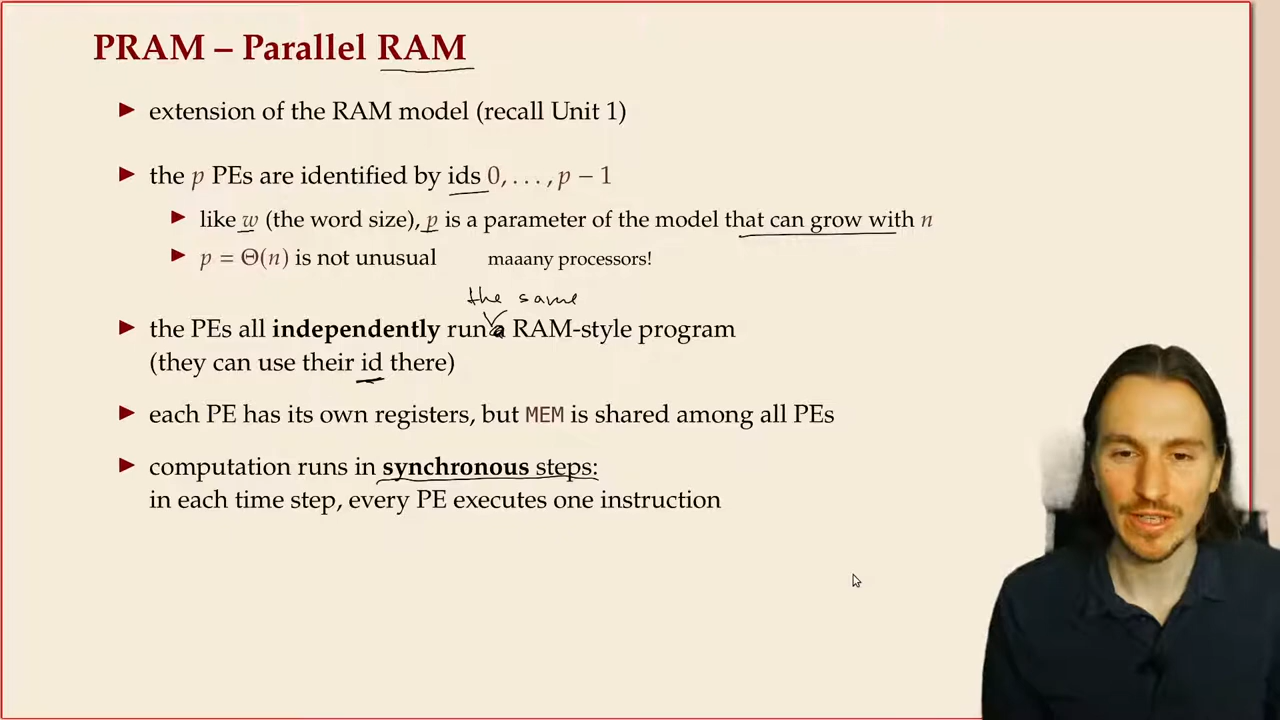 PRAM – Parallel RAM
▶ extension of the RAM model (recall Unit 1)
▶ the p PEs are identified by ids 0, . . . , p − 1
▶ like w (the word size), p is a parameter of the model that can grow with n
▶ p = Θ(n) is not unusual maaany processors!
the same
▶ the PEs all independently run a RAM-style program
(they can use their id there)
▶ each PE has its own registers, but MEM is shared among all PEs
▶ computation runs in synchronous steps:
in each time step, every PE executes one instruction